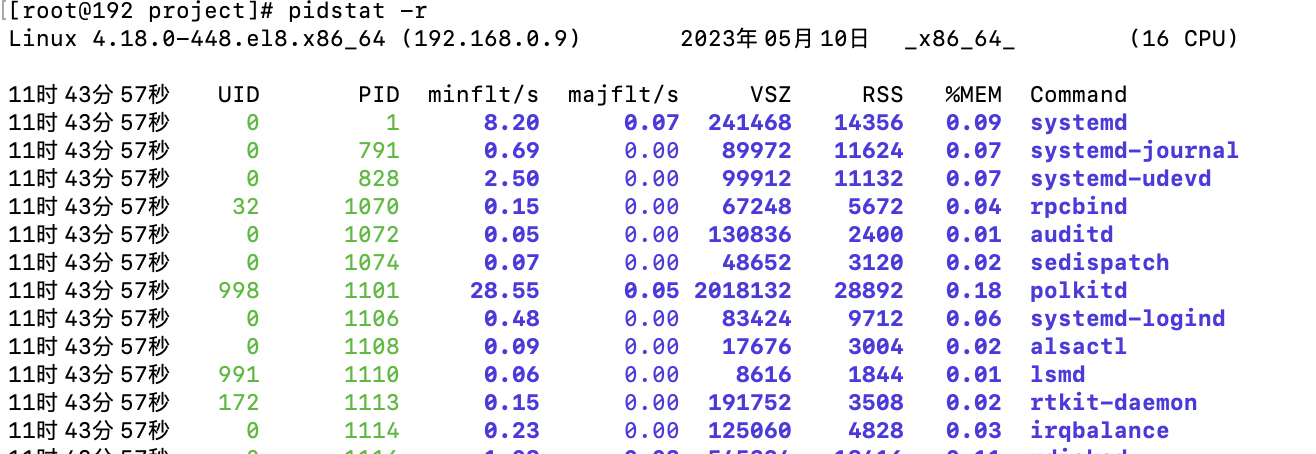 [[root@192 project]# pidstat -r
Linux 4.18.0-448.el8.x86_64 (192.168.0.9) 2023年05月10日 _x86_64_ (16 CPU)
11时43分57秒 UID PID minflt/s majflt/s VSZ RSS %MEM Command
11时43分57秒 0 1 8.20 0.07 241468 14356 0.09 systemd
11时43分57秒 0 791 0.69 0.00 89972 11624 0.07 systemd-journal
11时43分57秒 0 828 2.50 0.00 99912 11132 0.07 systemd-udevd
11时43分57秒 32 1070 0.15 0.00 67248 5672 0.04 rpcbind
11时43分57秒 0 1072 0.05 0.00 130836 2400 0.01 auditd
11时43分57秒 0 1074 0.07 0.00 48652 3120 0.02 sedispatch
11时43分57秒 998 1101 28.55 0.05 2018132 28892 0.18 polkitd
11时43分57秒 0 1106 0.48 0.00 83424 9712 0.06 systemd-logind
11时43分57秒 0 1108 0.09 0.00 17676 3004 0.02 alsactl
11时43分57秒 991 1110 0.06 0.00 8616 1844 0.01 lsmd
11时43分57秒 172 1113 0.15 0.00 191752 3508 0.02 rtkit-daemon
11时43分57秒 0 1114 0.23 0.00 125060 4828 0.03 irqbalance